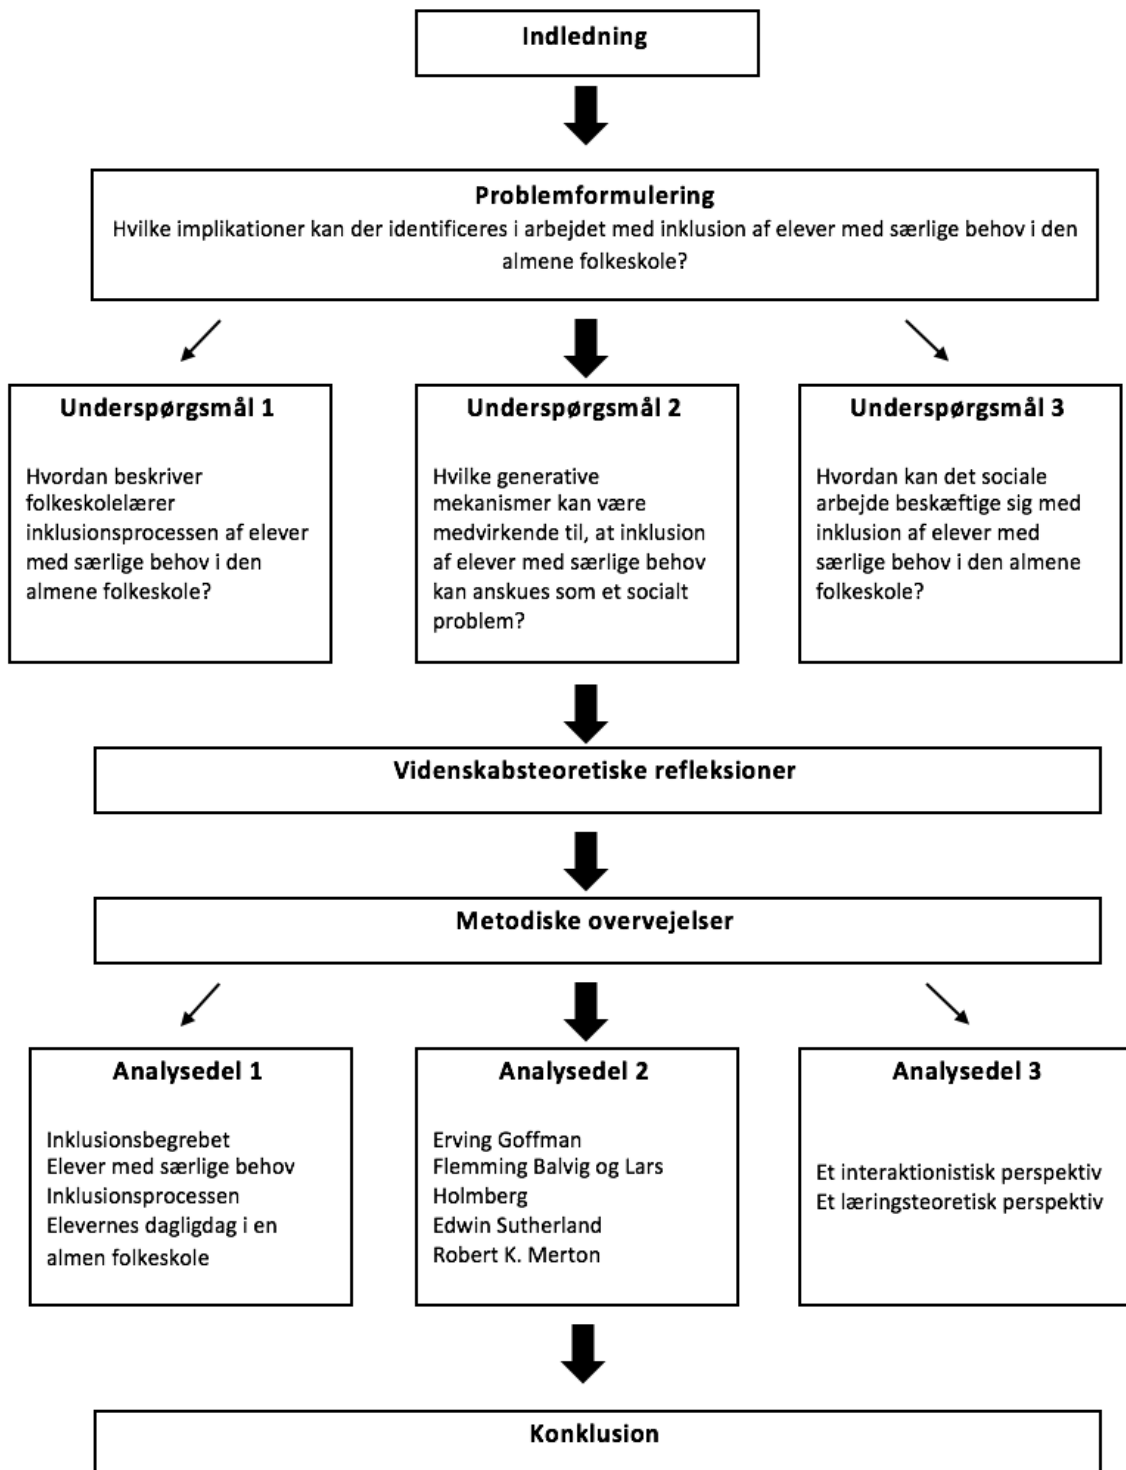 Indledning
Problemformulering
Hvilke implikationer kan der identificeres i arbejdet med inklusion af elever med særlige behov i den
almene folkeskole?
Underspørgsmål 1
Hvordan beskriver
folkeskolelærer
inklusionsprocessen af elever
med særlige behov i den
almene folkeskole?
Underspørgsmål 2
Hvilke generative
mekanismer kan være
medvirkende til, at inklusion
af elever med særlige behov
kan anskues som et socialt
problem?
Underspørgsmål 3
Hvordan kan det sociale
arbejde beskæftige sig med
inklusion af elever med
særlige behov i den almene
folkeskole?
Videnskabsteoretiske refleksioner
Metodiske overvejelser
Analysedel 1
Inklusionsbegrebet
Elever med særlige behov
Inklusionsprocessen
Elevernes dagligdag i en
almen folkeskole
Analysedel 2
Erving Goffman
Flemming Balvig og Lars
Holmberg
Edwin Sutherland
Robert K. Merton
Analysedel 3
Et interaktionistisk perspektiv
Et læringsteoretisk perspektiv
Konklusion